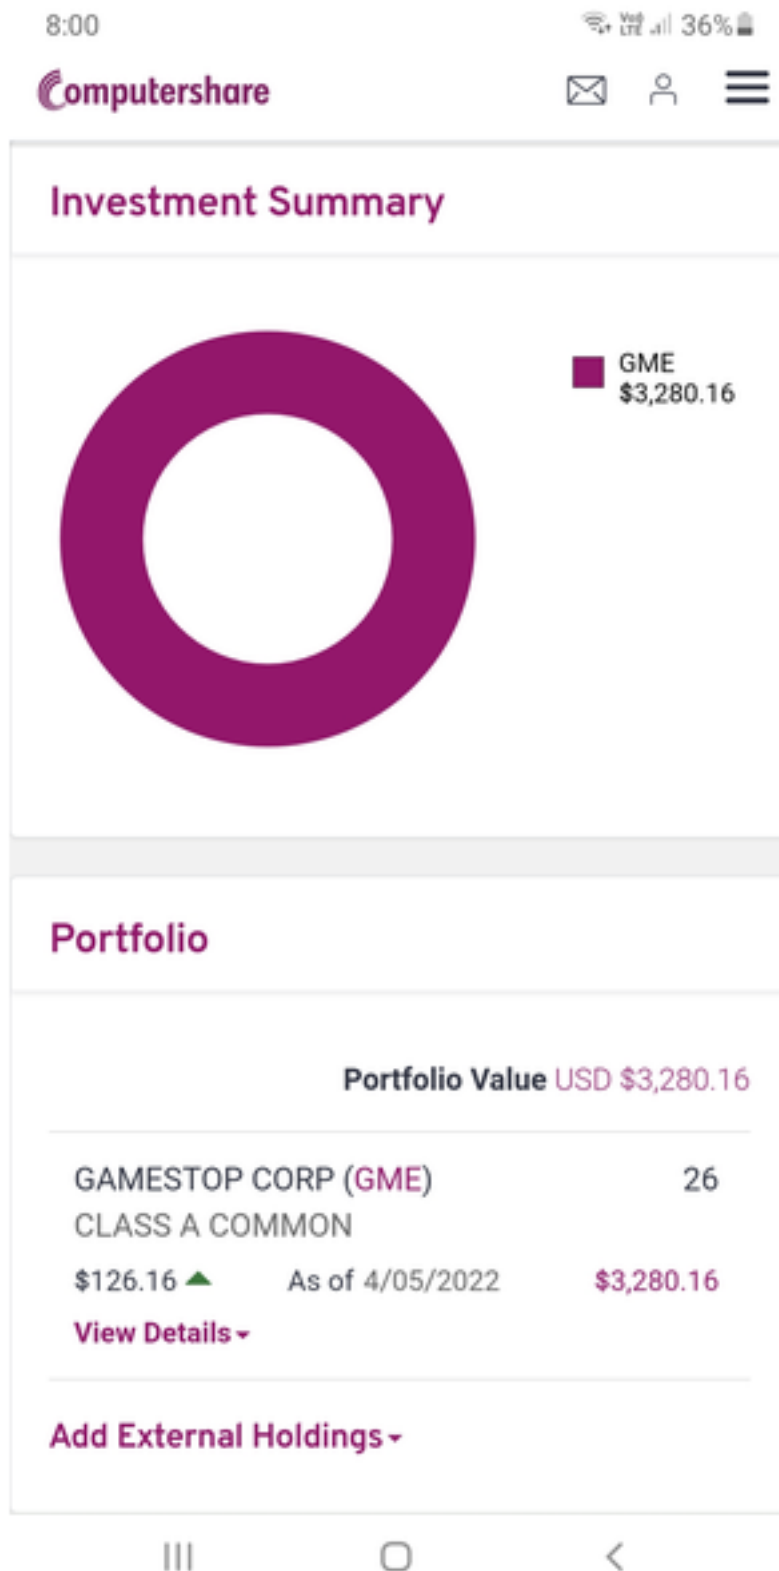 8:00 Vo) LTE 36%
Computershare
Investment Summary
GME
$3,280.16
Portfolio
Portfolio Value USD $3,280.16
GAMESTOP CORP (GME) 26
CLASS A COMMON
$126.16 As of 4/05/2022 $3,280.16
View Details
Add External Holdings